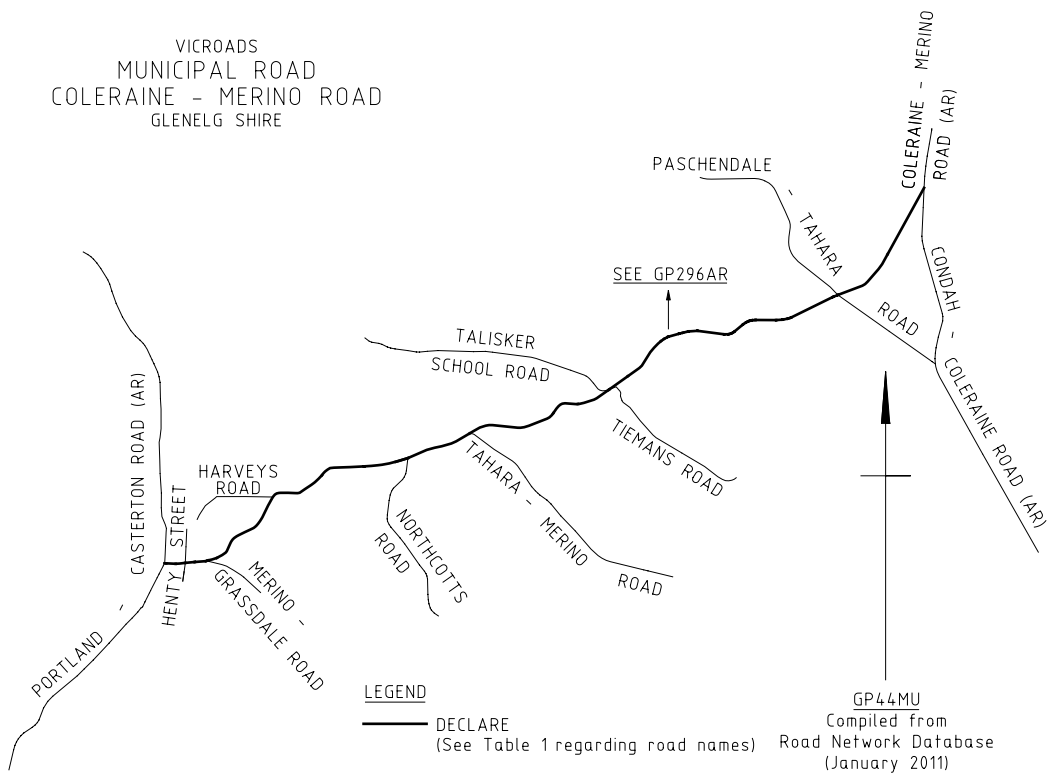 VICROADS
MUNICIPAL ROAD
COLERAINE - MERINO ROAD
GLENELG SHIRE
COLERAINE - MERINO
ROAD (AR)
PASCHENDALE
- TAHARA
ROAD
CONDAH - COLERAINE ROAD (AR)
SEE GP296AR
TALISKER
SCHOOL ROAD
TIEMANS ROAD
TAHARA - MERINO
ROAD
CASTERTON ROAD (AR)
HARVEYS
ROAD
HENTY STREET
NORTHCOTTS
ROAD
MERINO -
GRASSDALE ROAD
PORTLAND -
LEGEND
DECLARE
(See Table 1 regarding road names)
GP44MU
Compiled from
Road Network Database
(January 2011)